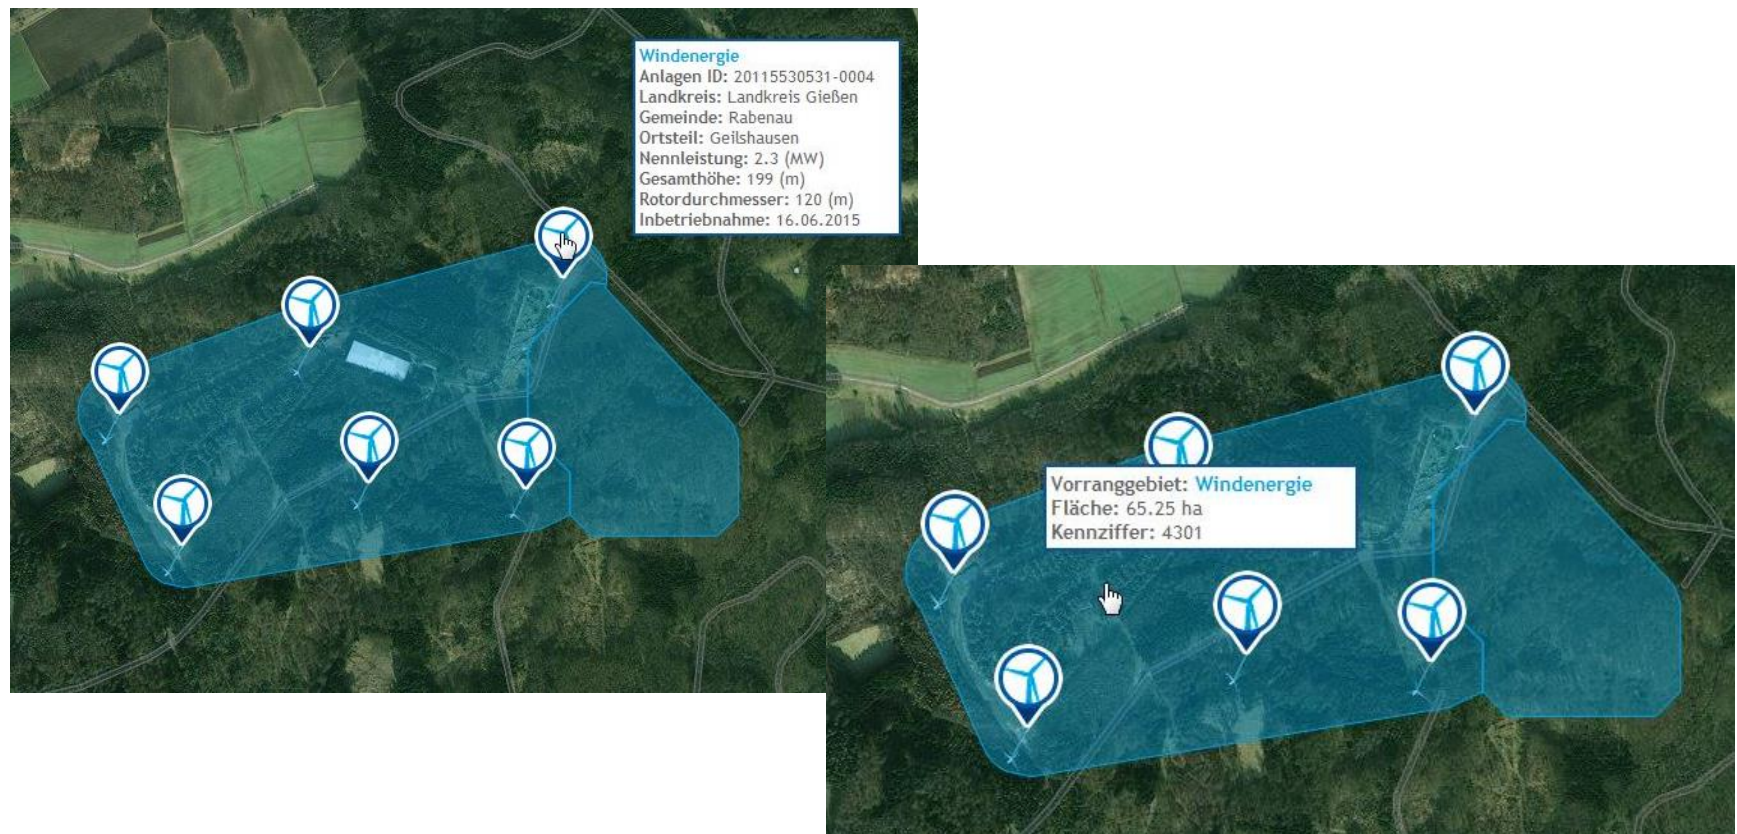 Windenergie
Anlagen ID: 20115530531-0004
Landkreis: Landkreis Gießen
Gemeinde: Rabenau
Ortsteil: Geilshausen
Nennleistung: 2.3 (MW)
Gesamthöhe: 199 (m)
Rotordurchmesser: 120 (m)
Inbetriebnahme: 16.06.2015
Vorranggebiet: Windenergie
Fläche: 65.25 ha
Kennziffer: 4301